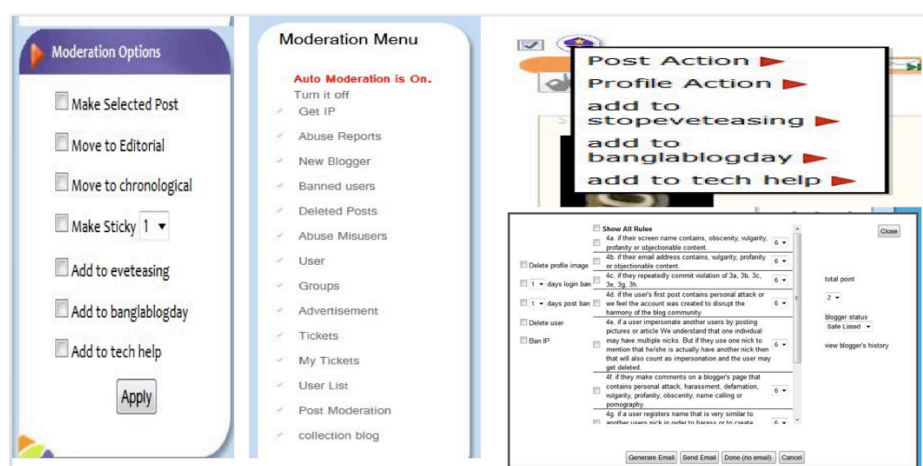 Moderation Options
Make Selected Post
Move to Editorial
Move to chronological
Make Sticky 1
Add to eveteasing
Add to banglablogday
Add to tech help
Apply
Moderation Menu
Auto Moderation is On.
Turn it off
Get IP
Abuse Reports
New Blogger
Banned users
Deleted Posts
Abuse Misusers
User
Groups
Advertisement
Tickets
My Tickets
User List
Post Moderation
collection blog
Post Action
Profile Action
add to
stopeveteasing
add to
banglablogday
add to tech help
Delete profile image
1 days login ban
1 days post ban
Delete user
Ban IP
Show All Rules
4a. if their screen name contains, obscenity, vulgarity,
profanity or objectionable content.
6
4b. if their email address contains, vulgarity, profanity
or objectionable content.
6
4c. if they repeatedly commit violation of 3a, 3b, 3c,
3e, 3g, 3h.
6
4d. if the user's first post contains personal attack or
we feel the account was created to disrupt the
harmony of the blog community.
6
4e. if a user impersonate another users by posting
pictures or article We understand that one individual
may have multiple nicks. But if they use one nick to
mention that he/she is actually have another nick then
that will also count as impersonation and the user may
get deleted.
6
4f. if they make comments on a blogger's page that
contains personal attack, harassment, defamation,
vulgarity, profanity, obscenity, name calling or
pornography.
6
4g. if a user registers name that is very similar to
another users nick in order to harass or to create
6
Close
total point
2
blogger status
Safe Listed
view blogger's history
Generate Email
Send Email
Done (no email)
Cancel